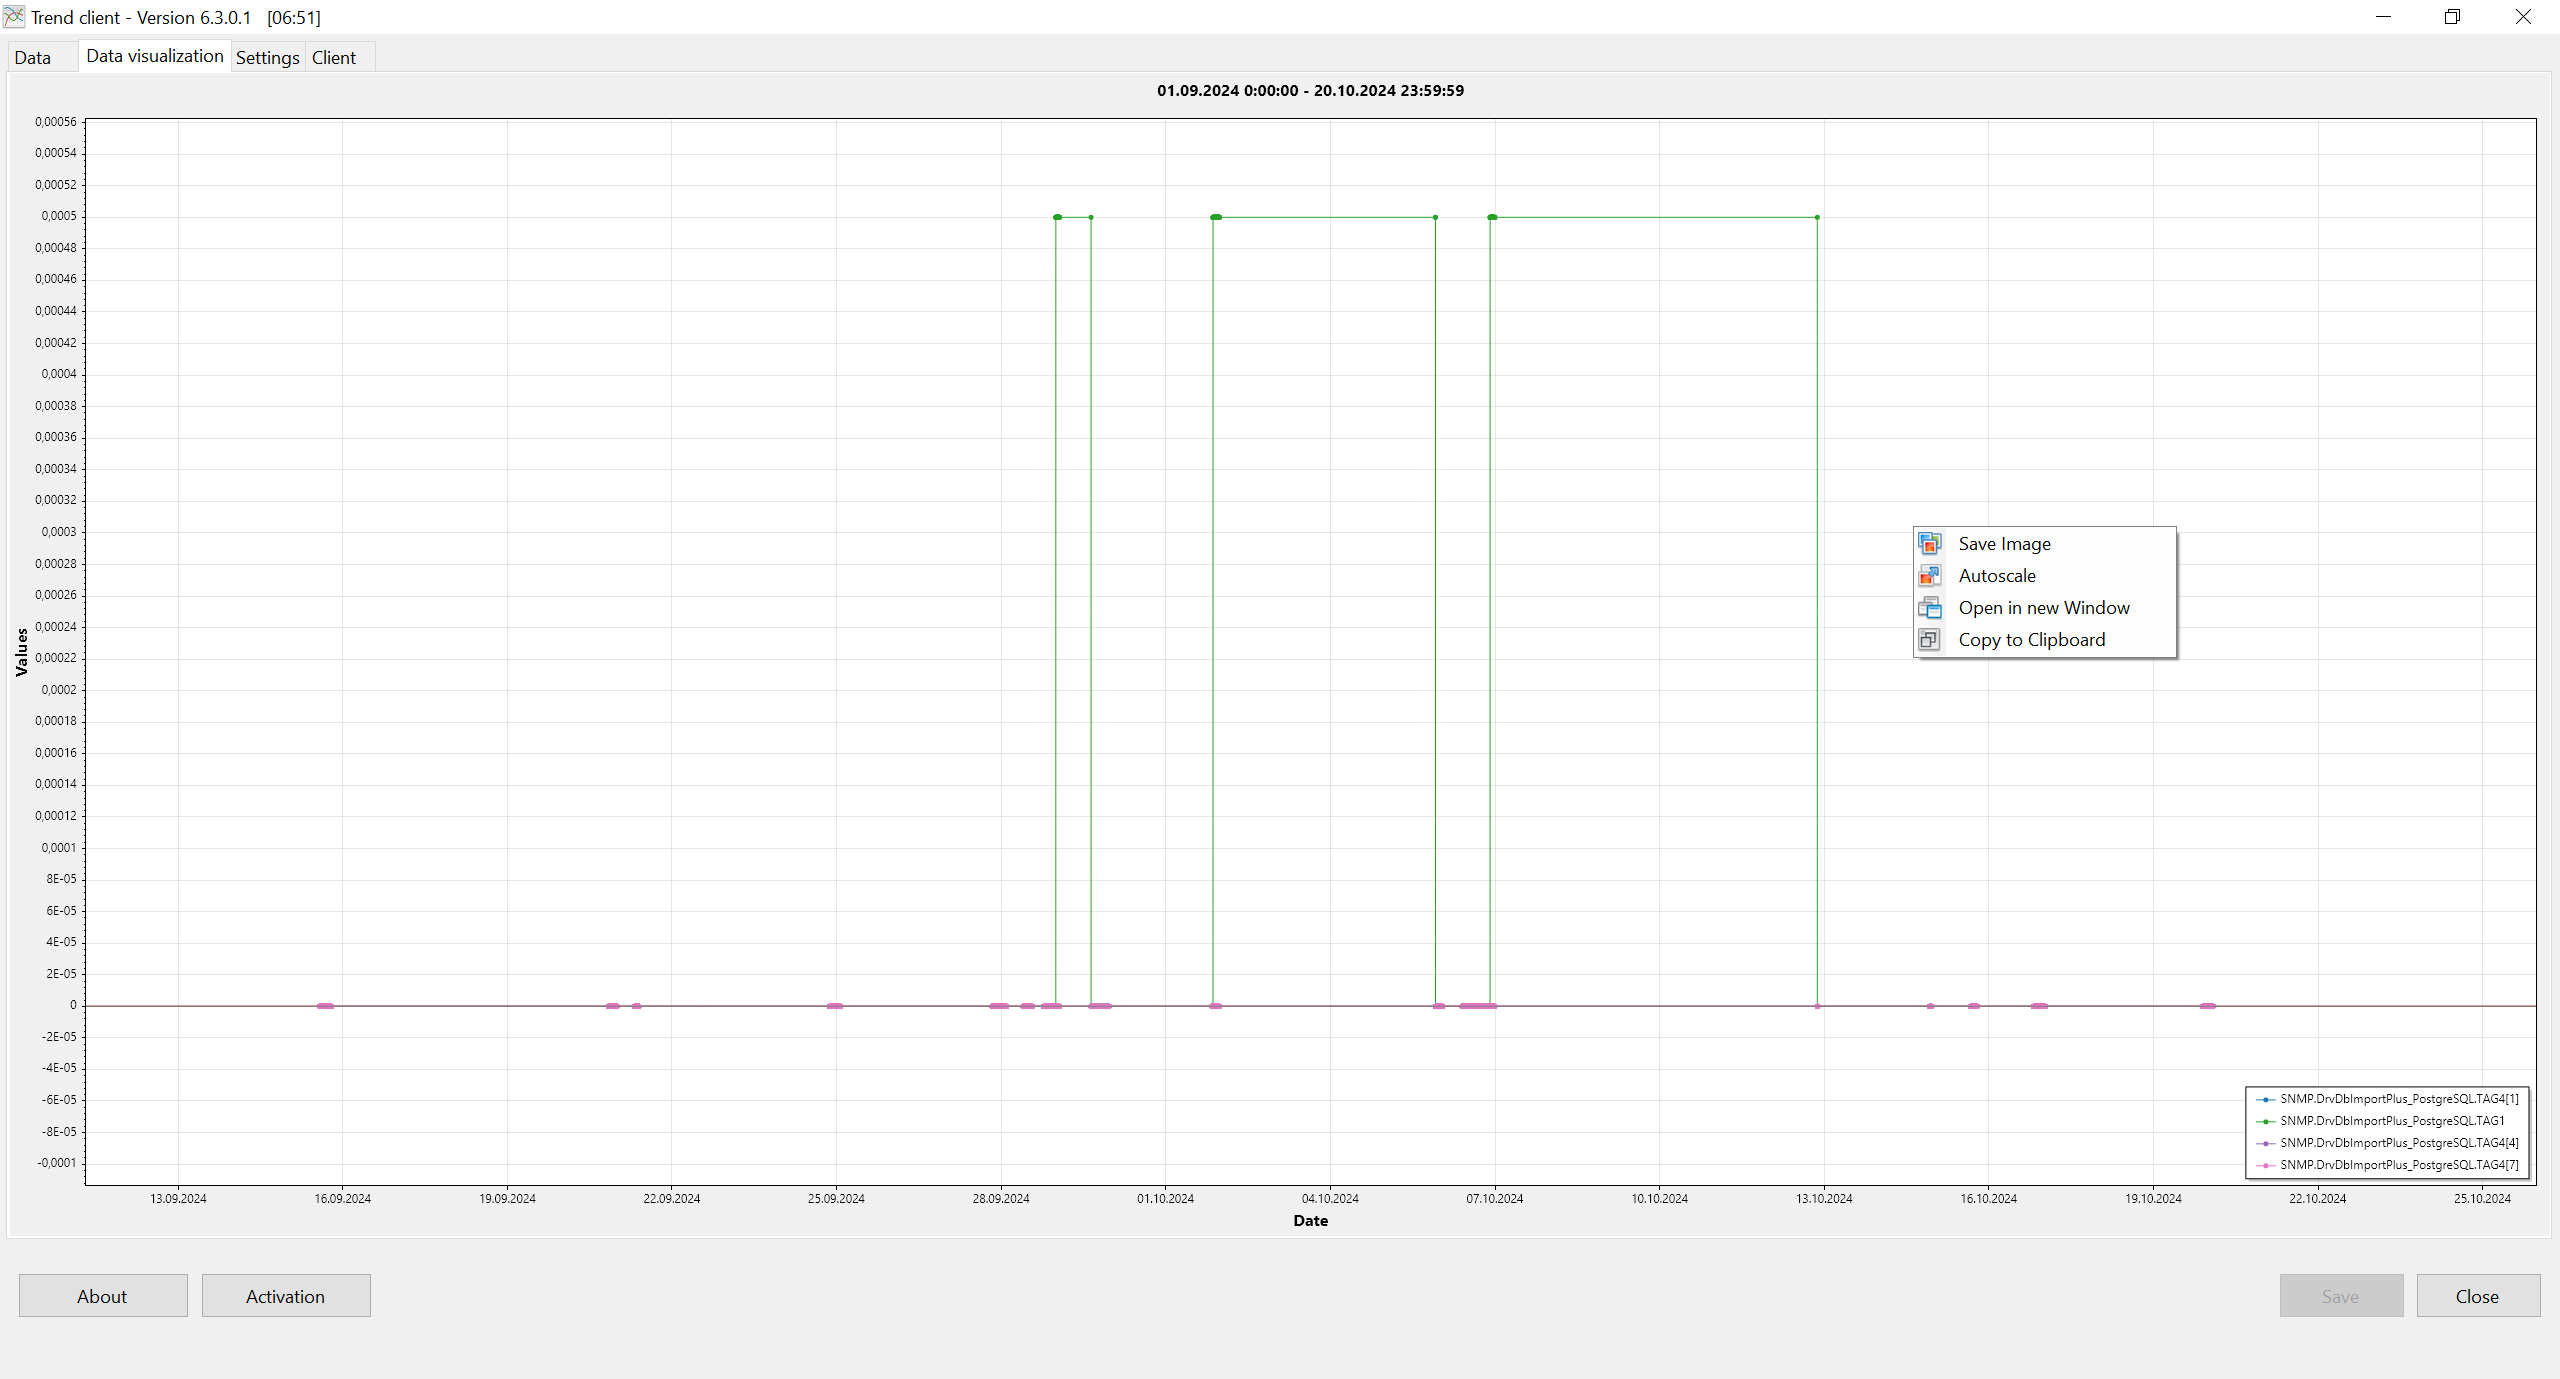 Trend client - Version 6.3.0.1   [06:51]
Data
Data visualization
Settings
Client
01.09.2024 0:00:00 - 20.10.2024 23:59:59
0,00056
0,00054
0,00052
0,0005
0,00048
0,00046
0,00044
0,00042
0,0004
0,00038
0,00036
0,00034
0,00032
0,0003
0,00028
0,00026
0,00024
0,00022
0,0002
0,00018
0,00016
0,00014
0,00012
0,0001
8E-05
6E-05
4E-05
2E-05
0
-2E-05
-4E-05
-6E-05
-8E-05
-0,0001
Values
Save Image
Autoscale
Open in new Window
Copy to Clipboard
SNMP.DrvDbImportPlus_PostgreSQL.TAG4[1]
SNMP.DrvDbImportPlus_PostgreSQL.TAG1
SNMP.DrvDbImportPlus_PostgreSQL.TAG4[4]
SNMP.DrvDbImportPlus_PostgreSQL.TAG4[7]
13.09.2024
16.09.2024
19.09.2024
22.09.2024
25.09.2024
28.09.2024
01.10.2024
04.10.2024
07.10.2024
10.10.2024
13.10.2024
16.10.2024
19.10.2024
22.10.2024
25.10.2024
Date
About
Activation
Save
Close